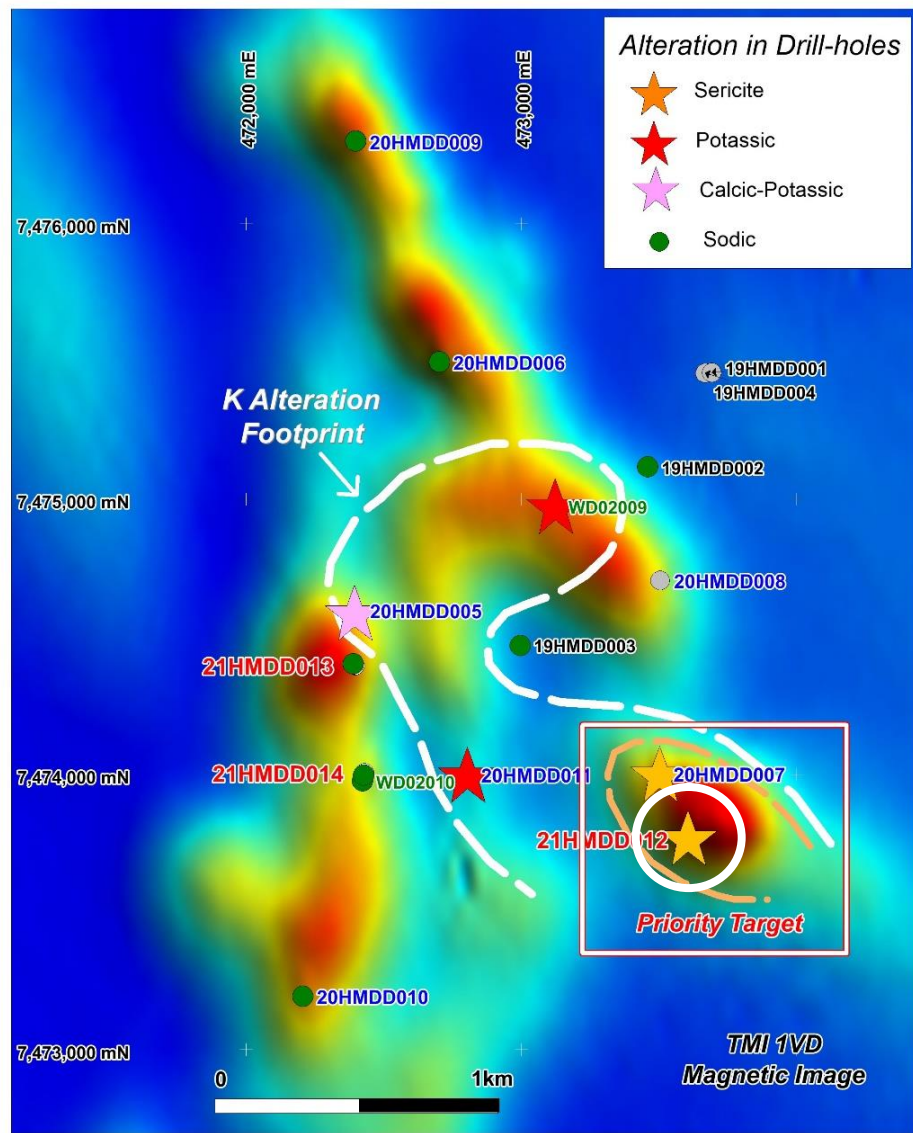 Alteration in Drill-holes
Sericite
Potassic
Calcic-Potassic
Sodic
472,000 mE
473,000 mE
20HMDD009
7,476,000 mN
20HMDD006
19HMDD001
19HMDD004
K Alteration
Footprint
19HMDD002
7,475,000 mN
WD02009
20HMDD008
20HMDD005
19HMDD003
21HMDD013
21HMDD014
WD02010
20HMDD011
20HMDD007
7,474,000 mN
21HMDD012
Priority Target
20HMDD010
7,473,000 mN
TMI 1VD
Magnetic Image
0
1km